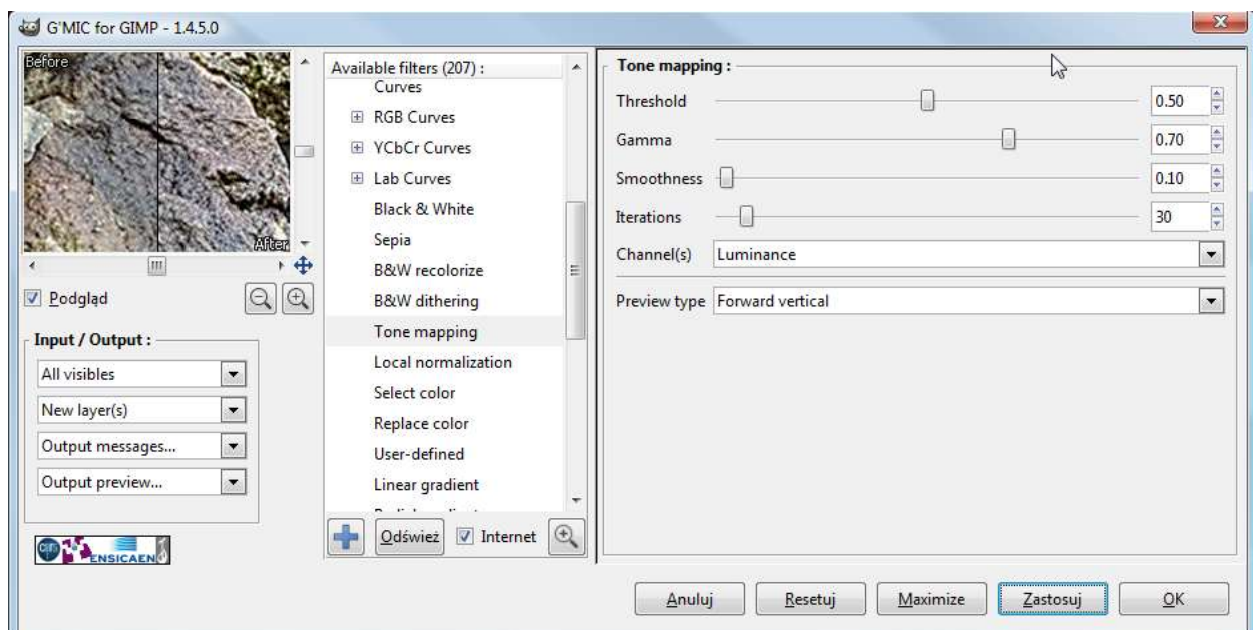 G'MIC for GIMP - 1.4.5.0
Before
After
Podgląd
Input / Output :
All visibles
New layer(s)
Output messages...
Output preview...
ENSICAEN
Available filters (207) :
Curves
RGB Curves
YCbCr Curves
Lab Curves
Black & White
Sepia
B&W recolorize
B&W dithering
Tone mapping
Local normalization
Select color
Replace color
User-defined
Linear gradient
Odśwież
Internet
Tone mapping :
Threshold 0.50
Gamma 0.70
Smoothness 0.10
Iterations 30
Channel(s) Luminance
Preview type Forward vertical
Anuluj Resetuj Maximize Zastosuj OK